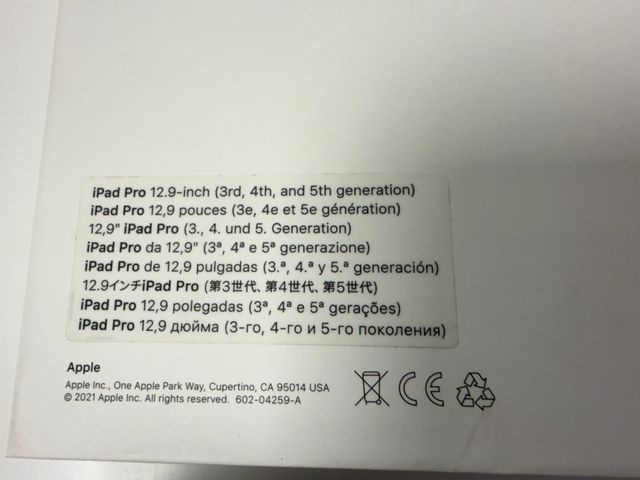 iPad Pro 12.9-inch (3rd, 4th, and 5th generation)
iPad Pro 12,9 pouces (3e, 4e et 5e génération)
12,9" iPad Pro (3., 4. und 5. Generation)
iPad Pro da 12,9" (3ª, 4ª e 5ª generazione)
iPad Pro de 12,9 pulgadas (3.ª, 4.ª y 5.ª generación)
12.9インチiPad Pro (第3世代、第4世代、第5世代)
iPad Pro 12,9 polegadas (3ª, 4ª e 5ª gerações)
iPad Pro 12,9 дюйма (3-го, 4-го и 5-го поколения)
Apple
Apple Inc., One Apple Park Way, Cupertino, CA 95014 USA
© 2021 Apple Inc. All rights reserved. 602-04259-A
CE